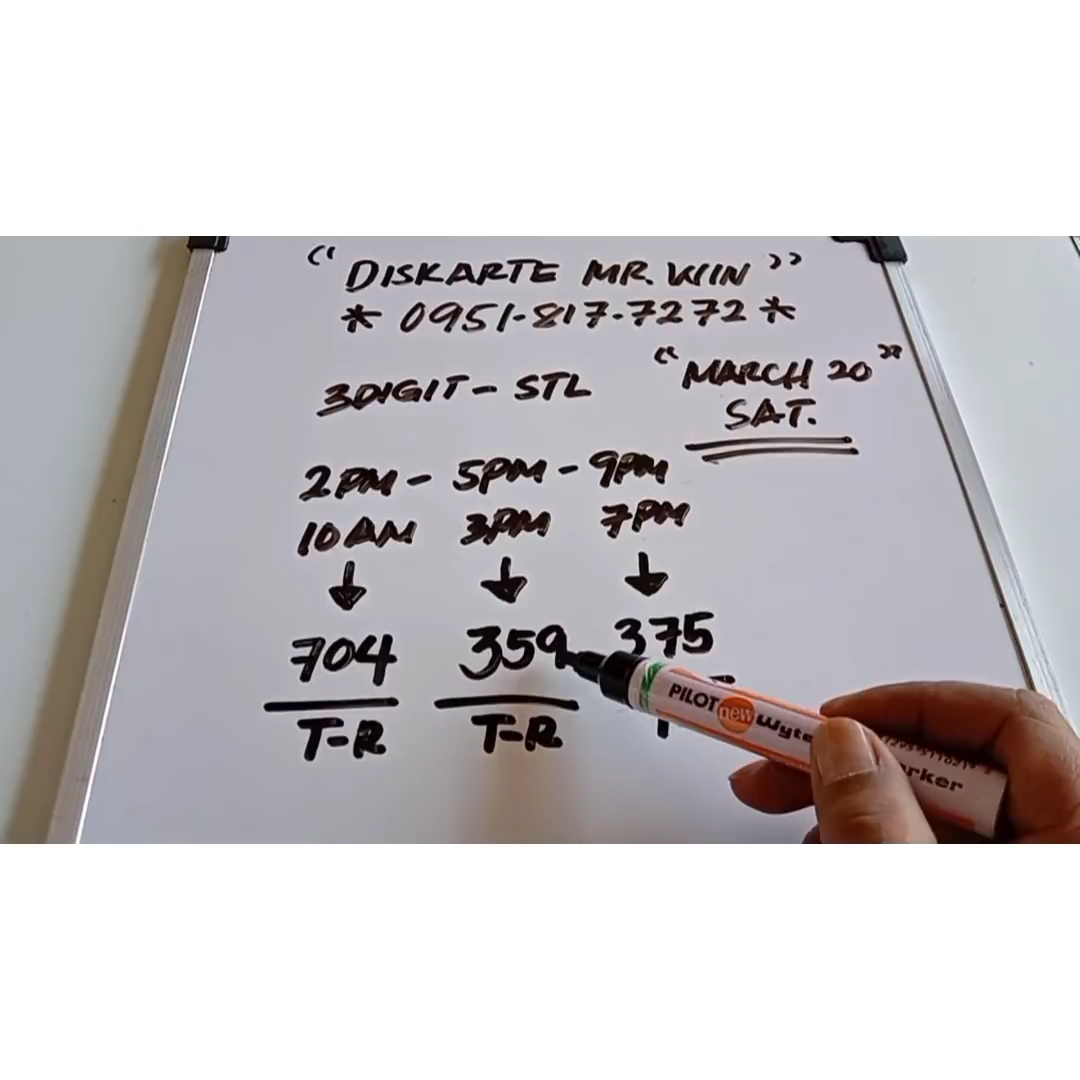 "DISKARTE MR. WIN"
* 0951-817-7272 *
"MARCH 20"
SAT.
3DIGIT - STL
2PM - 5PM - 9PM
10AM 3PM 7PM
704 359 375
T-R T-R
PILOT new Wyte